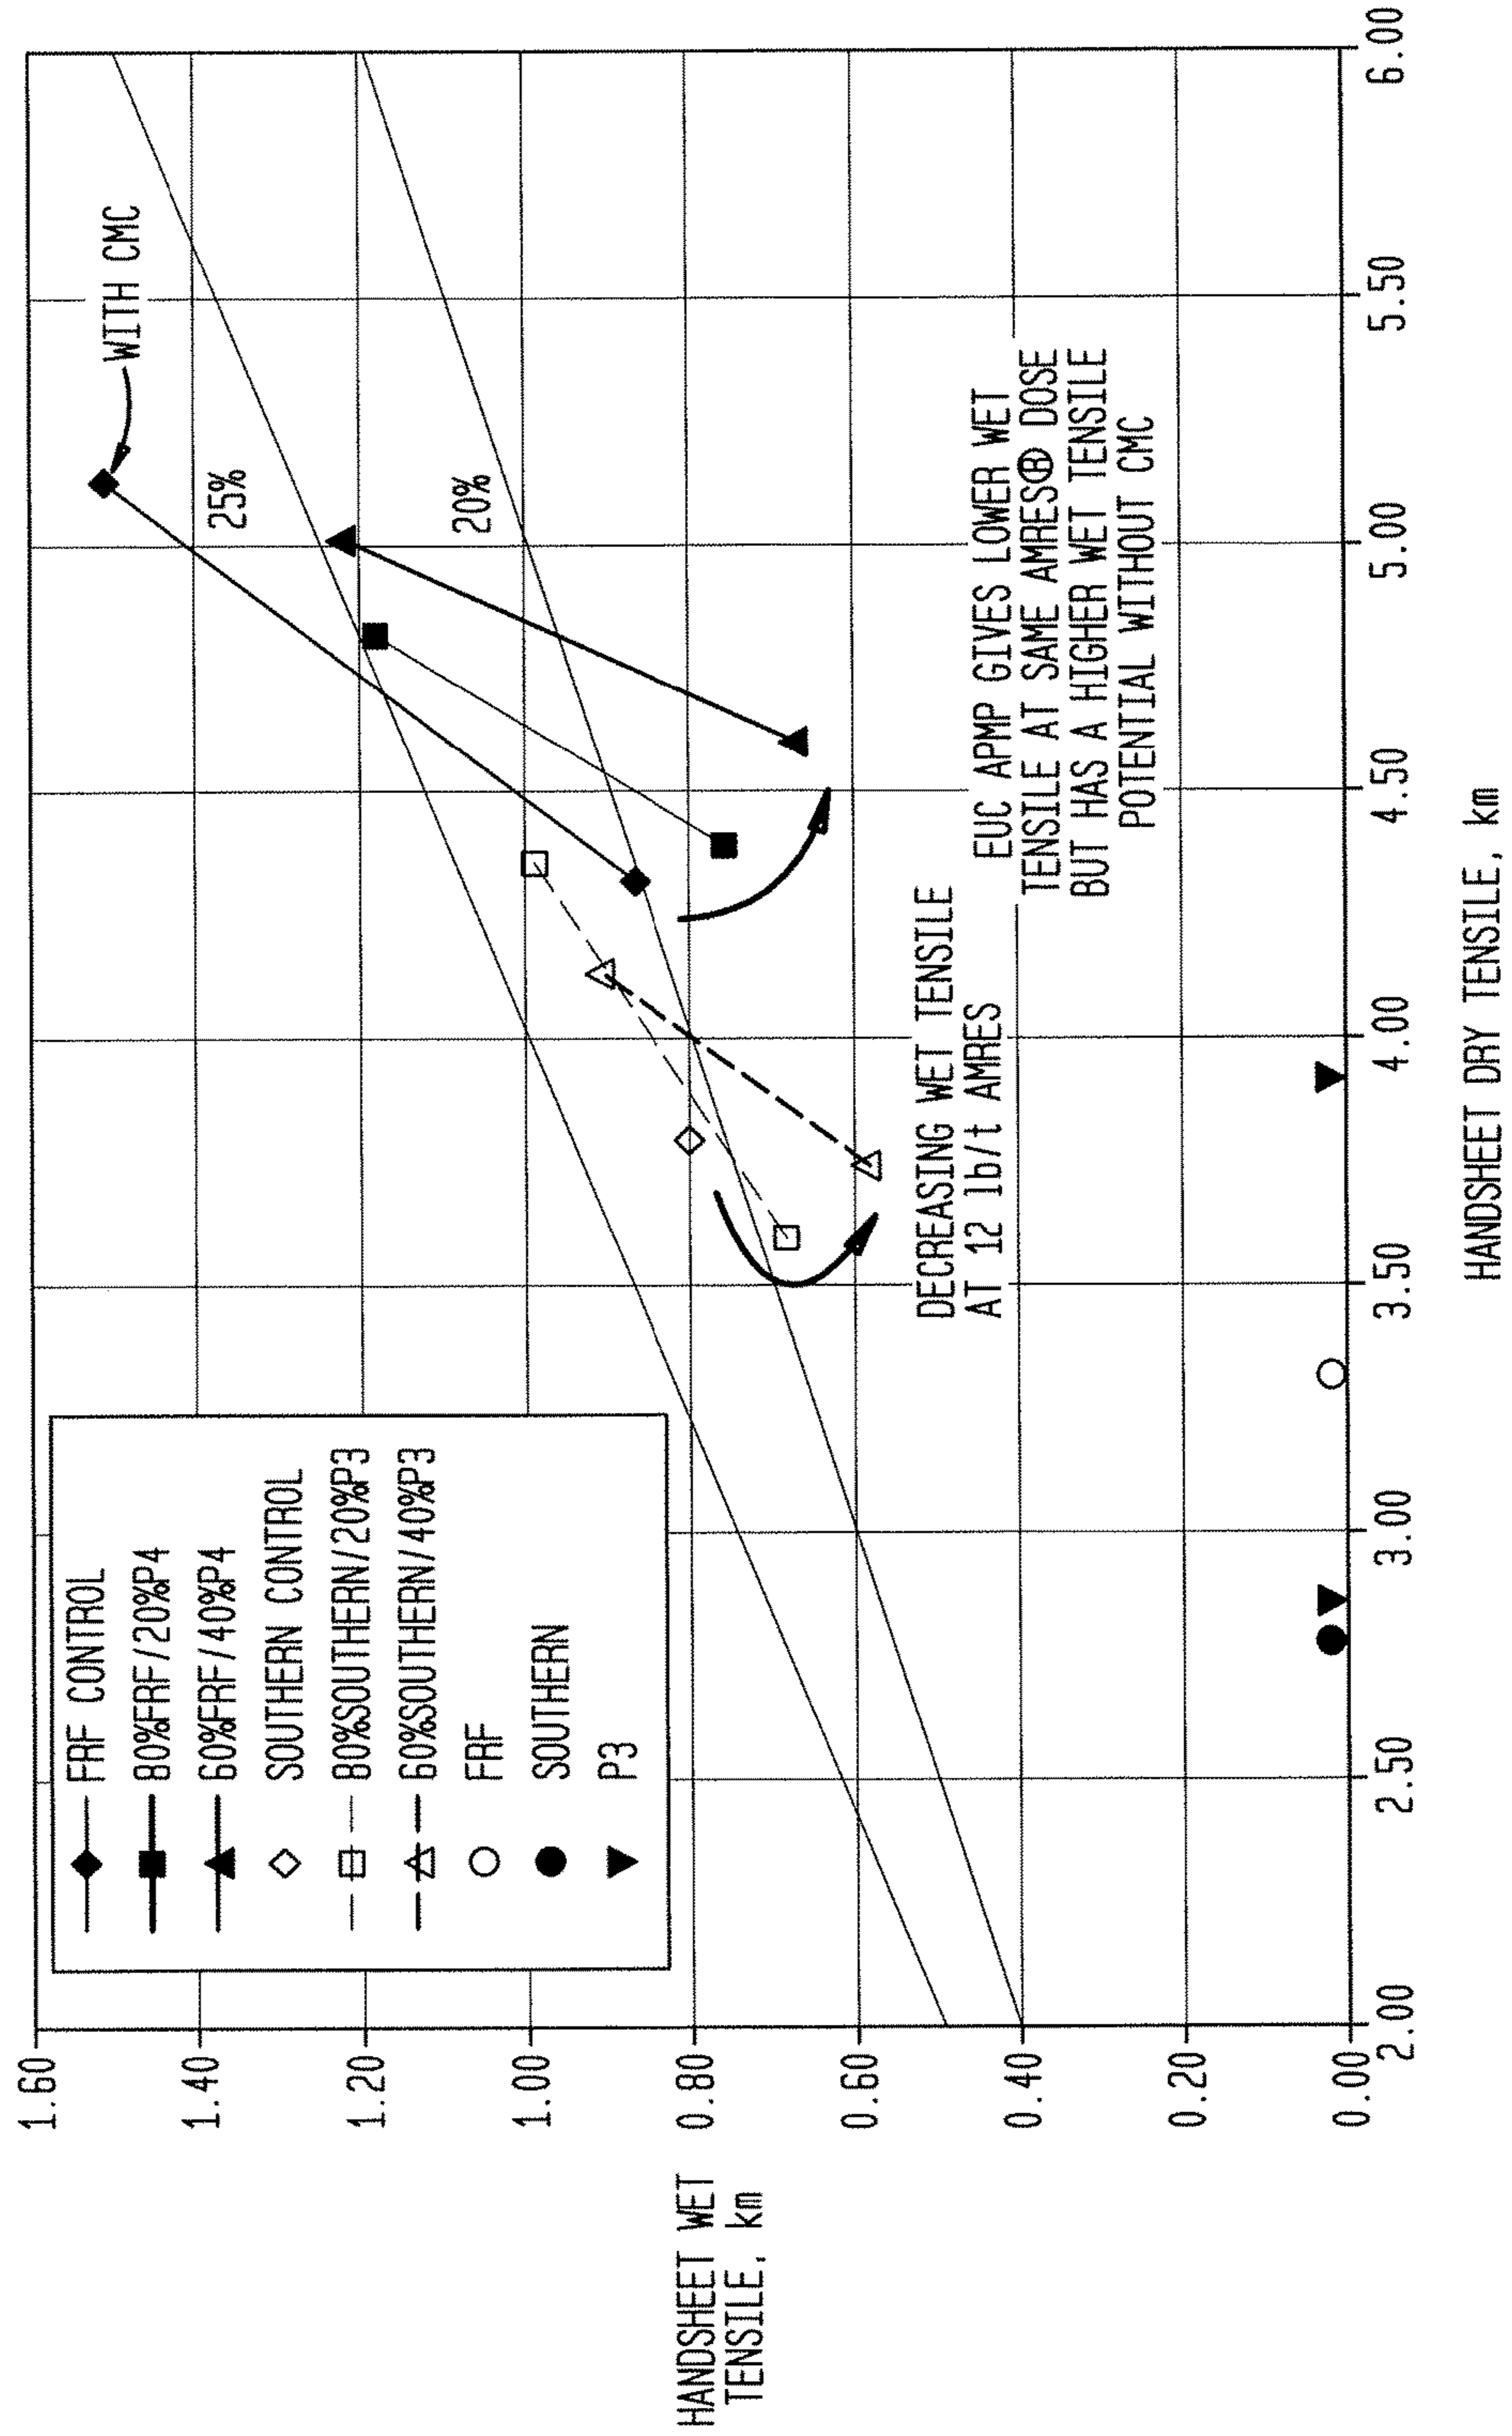 HANDSHEET WET
TENSILE, km
1.60
1.40
1.20
1.00
0.80
0.60
0.40
0.20
0.00
FRF CONTROL
80%FRF/20%P4
60%FRF/40%P4
SOUTHERN CONTROL
80%SOUTHERN/20%P3
60%SOUTHERN/40%P3
FRF
SOUTHERN
P3
WITH CMC
25%
20%
DECREASING WET TENSILE
AT 12 lb/t AMRES
EUC APMP GIVES LOWER WET
TENSILE AT SAME AMRES® DOSE
BUT HAS A HIGHER WET TENSILE
POTENTIAL WITHOUT CMC
2.00
2.50
3.00
3.50
4.00
4.50
5.00
5.50
6.00
HANDSHEET DRY TENSILE, km